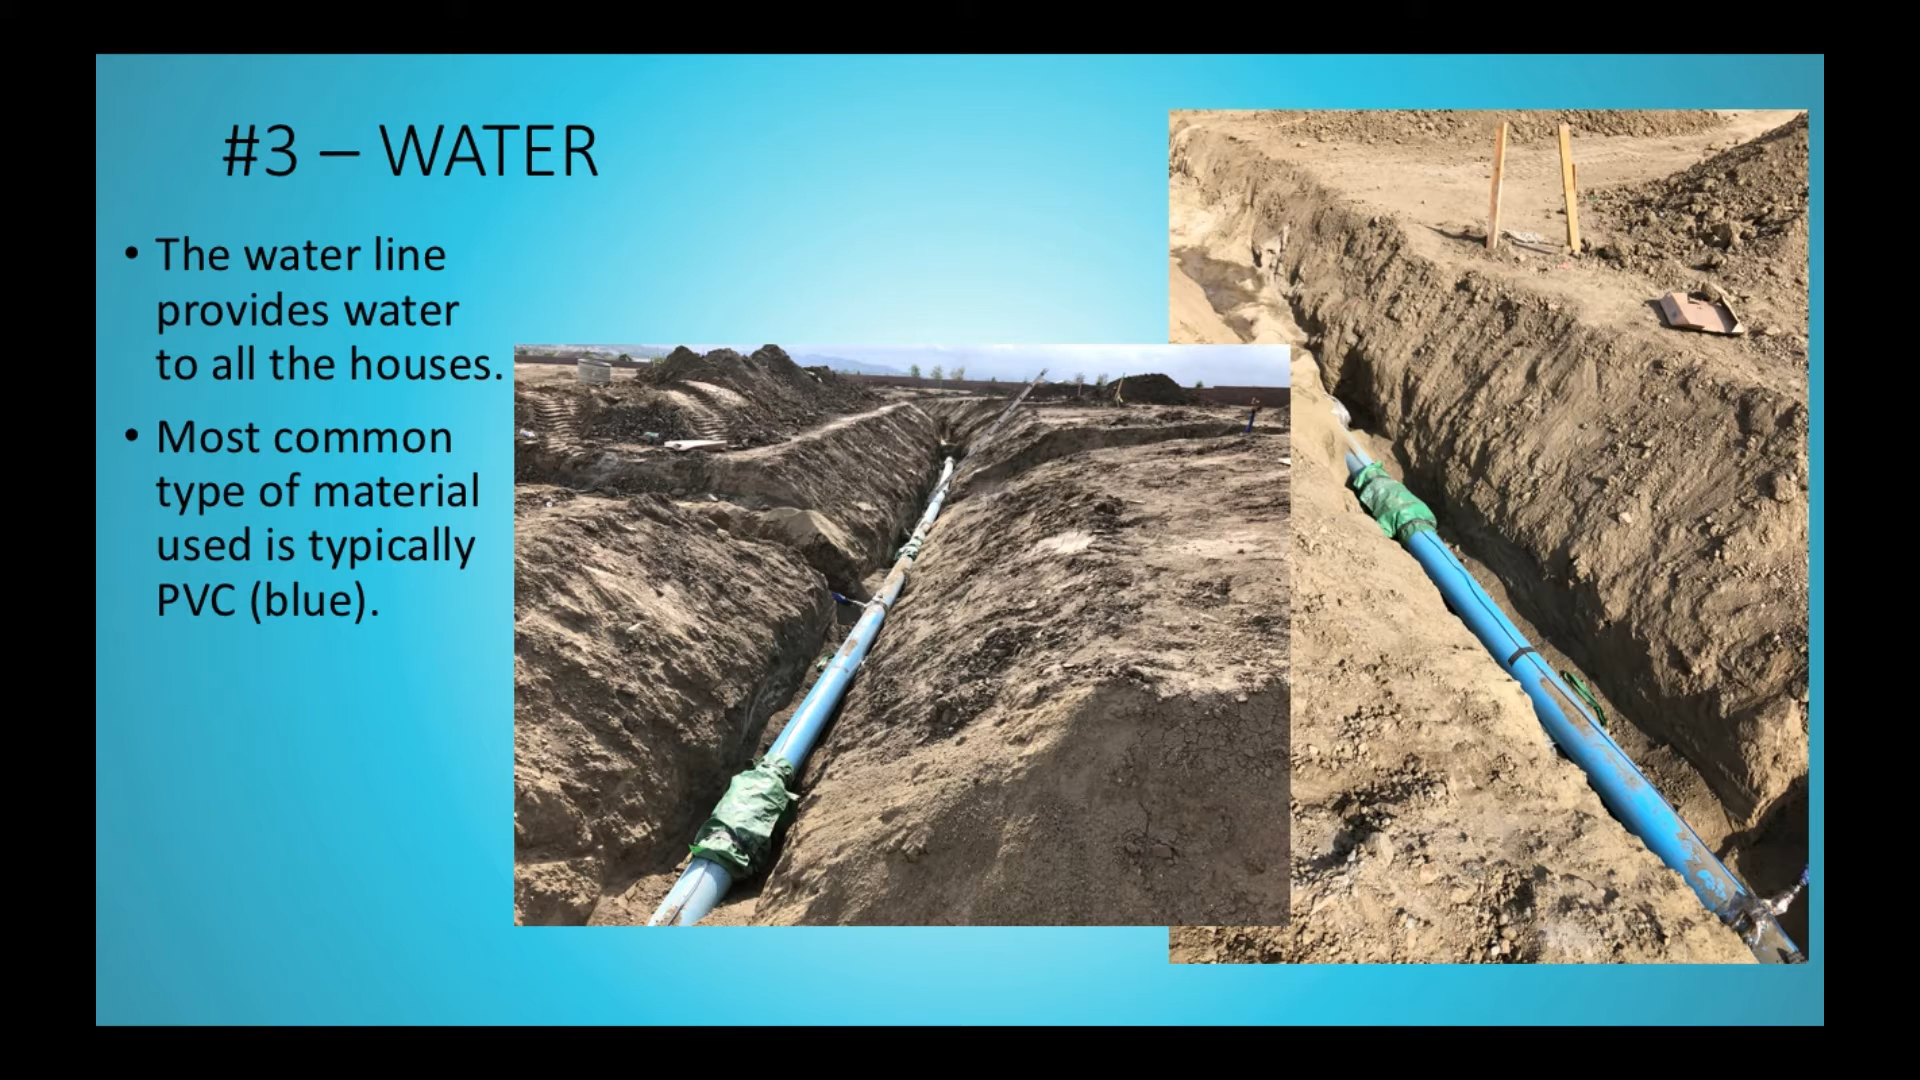 #3 – WATER
• The water line
provides water
to all the houses.
• Most common
type of material
used is typically
PVC (blue).